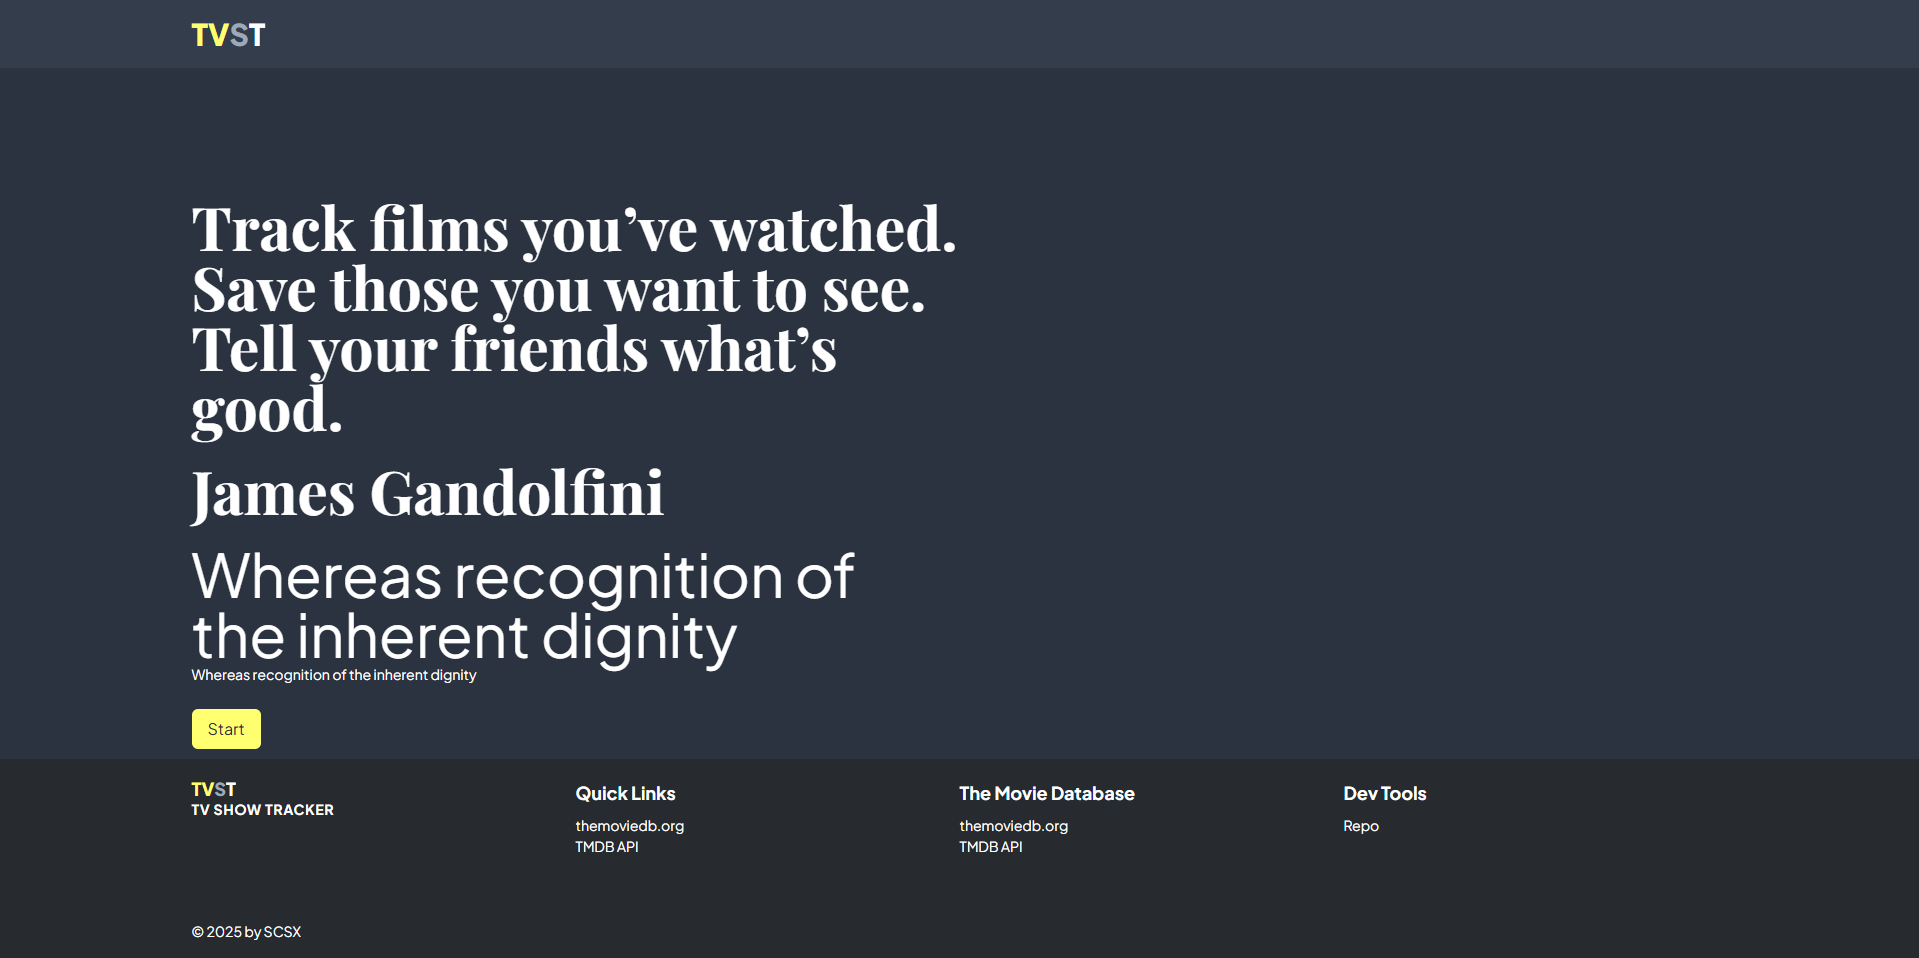 TVST
Track films you’ve watched.
Save those you want to see.
Tell your friends what’s
good.
James Gandolfini
Whereas recognition of
the inherent dignity
Whereas recognition of the inherent dignity
Start
TVST
TV SHOW TRACKER
Quick Links
themoviedb.org
TMDB API
The Movie Database
themoviedb.org
TMDB API
Dev Tools
Repo
© 2025 by SCSX